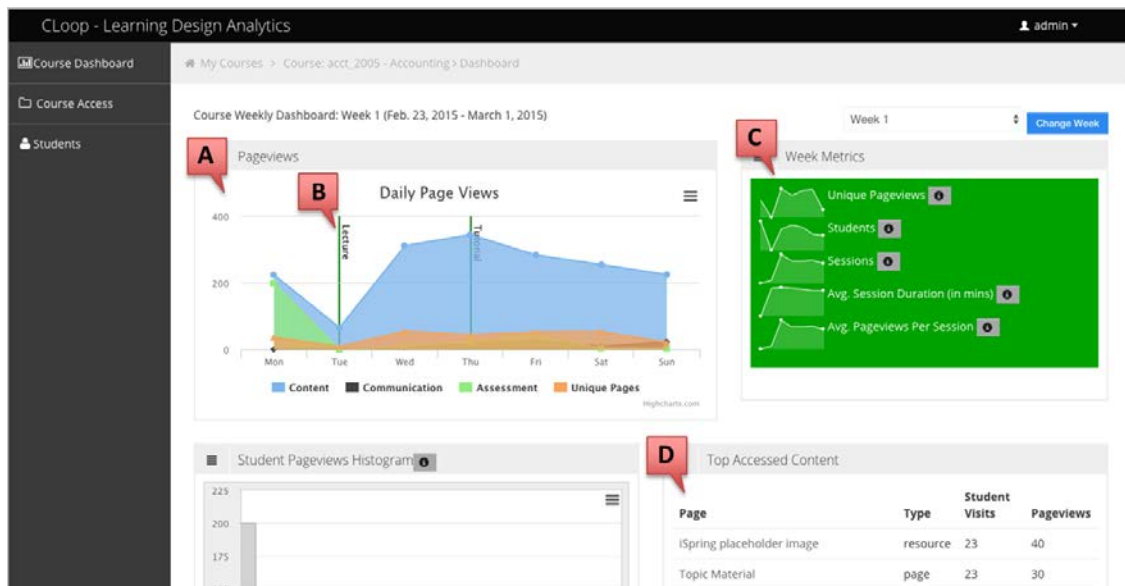 CLoop - Learning Design Analytics
admin
Course Dashboard
My Courses > Course: acct_2005 - Accounting > Dashboard
Course Access
Students
Course Weekly Dashboard: Week 1 (Feb. 23, 2015 - March 1, 2015)
Week 1
Change Week
A
Pageviews
B
Daily Page Views
400
200
0
Lecture
Tutorial
Mon Tue Wed Thu Fri Sat Sun
Content Communication Assessment Unique Pages
Highcharts.com
C
Week Metrics
Unique Pageviews
Students
Sessions
Avg. Session Duration (in mins)
Avg. Pageviews Per Session
Student Pageviews Histogram
225
200
175
D
Top Accessed Content
Page Type Student Visits Pageviews
iSpring placeholder image resource 23 40
Topic Material page 23 30